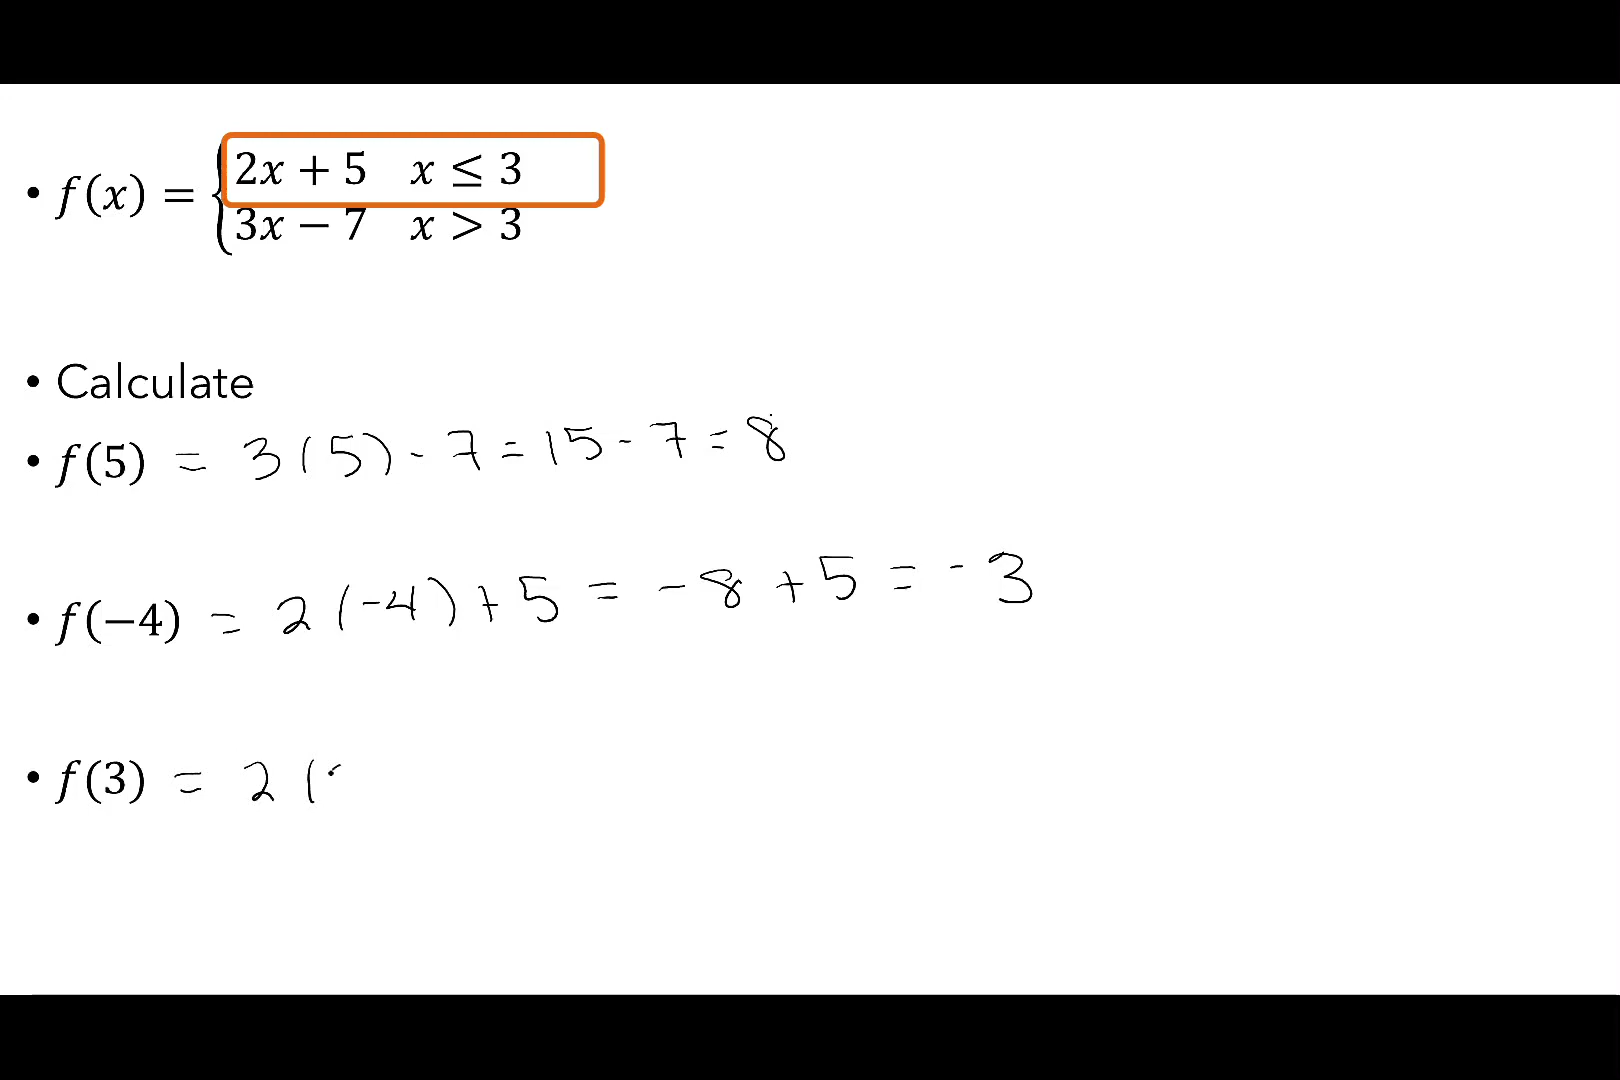 • f(x) = { 2x + 5 x ≤ 3
3x − 7 x > 3
• Calculate
• f(5) = 3(5) - 7 = 15 - 7 = 8
• f(−4) = 2(-4) + 5 = -8 + 5 = -3
• f(3) = 2(